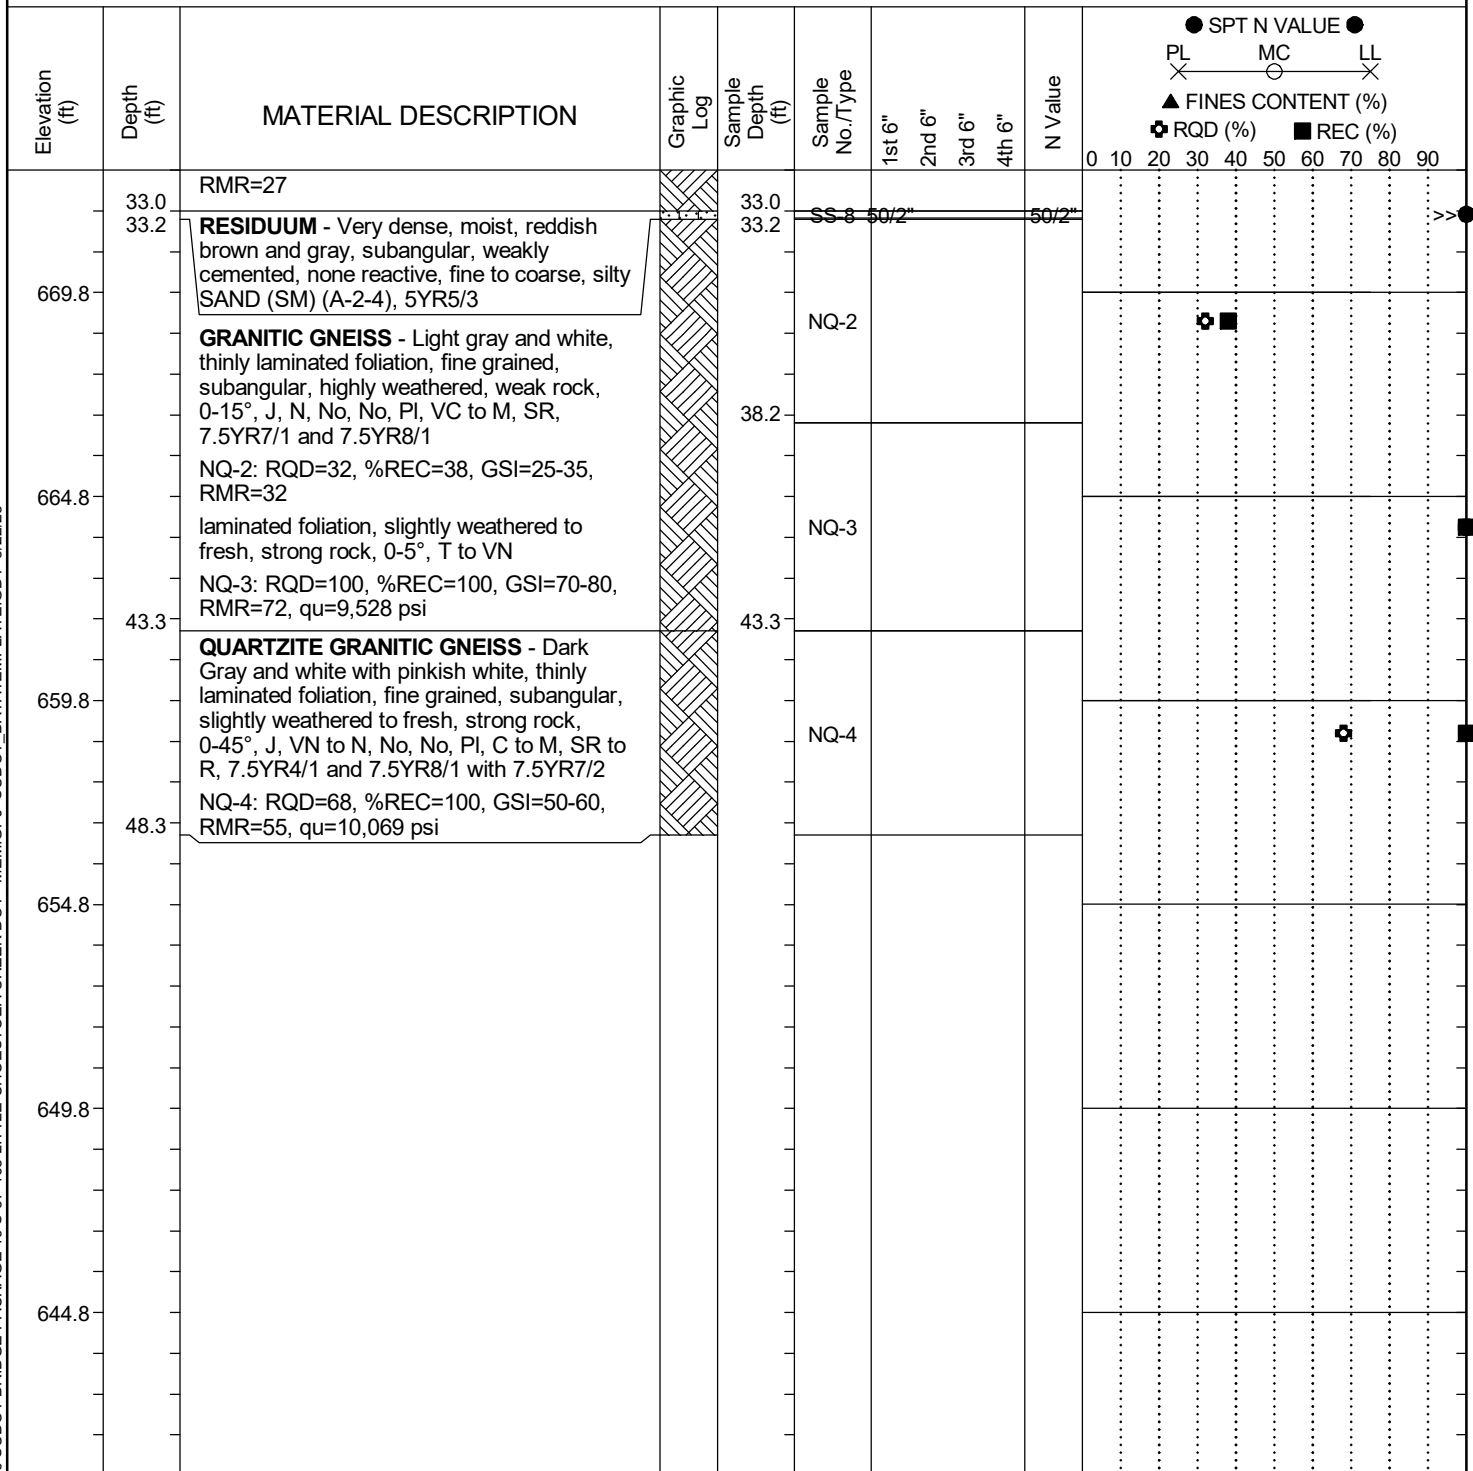 ● SPT N VALUE ●
PL MC LL
▲ FINES CONTENT (%)
RQD (%) ■ REC (%)
0 10 20 30 40 50 60 70 80 90
Elevation (ft)
Depth (ft)
MATERIAL DESCRIPTION
Graphic Log
Sample Depth (ft)
Sample No./Type
1st 6"
2nd 6"
3rd 6"
4th 6"
N Value
RMR=27
33.0
33.0
33.2
33.2
SS-8 50/2" 50/2"
>>
RESIDUUM - Very dense, moist, reddish
brown and gray, subangular, weakly
cemented, none reactive, fine to coarse, silty
SAND (SM) (A-2-4), 5YR5/3
669.8
NQ-2
GRANITIC GNEISS - Light gray and white,
thinly laminated foliation, fine grained,
subangular, highly weathered, weak rock,
0-15°, J, N, No, No, Pl, VC to M, SR,
7.5YR7/1 and 7.5YR8/1
38.2
NQ-2: RQD=32, %REC=38, GSI=25-35,
RMR=32
664.8
laminated foliation, slightly weathered to
fresh, strong rock, 0-5°, T to VN
NQ-3
NQ-3: RQD=100, %REC=100, GSI=70-80,
RMR=72, qu=9,528 psi
43.3
43.3
QUARTZITE GRANITIC GNEISS - Dark
Gray and white with pinkish white, thinly
laminated foliation, fine grained, subangular,
slightly weathered to fresh, strong rock,
0-45°, J, VN to N, No, No, Pl, C to M, SR to
R, 7.5YR4/1 and 7.5YR8/1 with 7.5YR7/2
659.8
NQ-4
NQ-4: RQD=68, %REC=100, GSI=50-60,
RMR=55, qu=10,069 psi
48.3
654.8
649.8
644.8